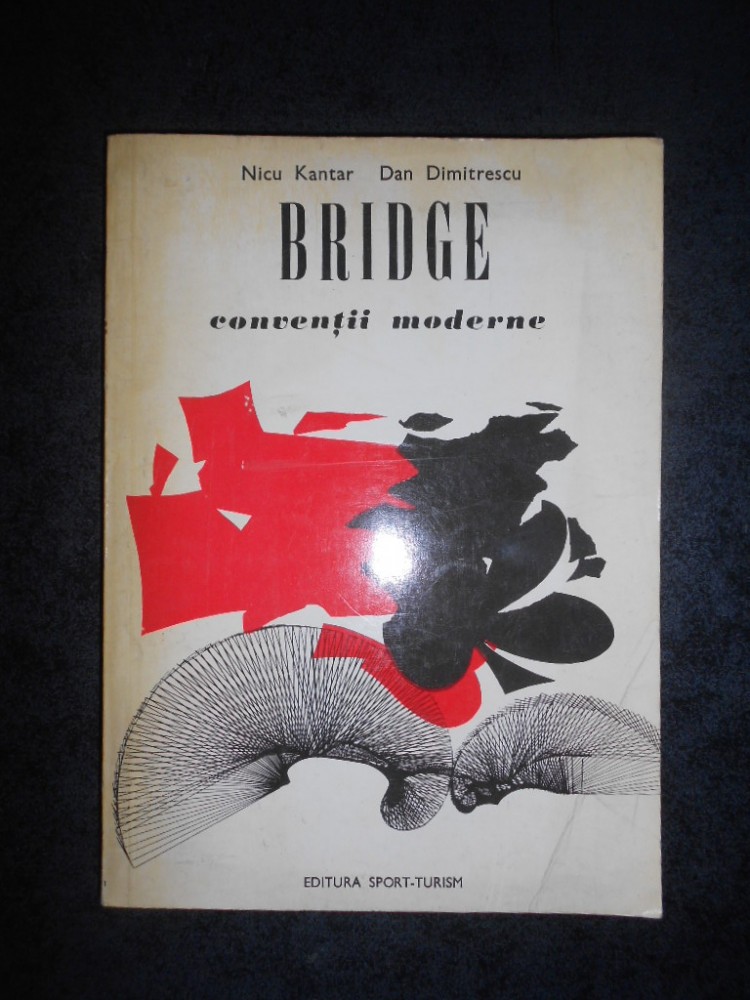 Nicu Kantar Dan Dimitrescu
BRIDGE
convenții moderne
EDITURA SPORT-TURISM